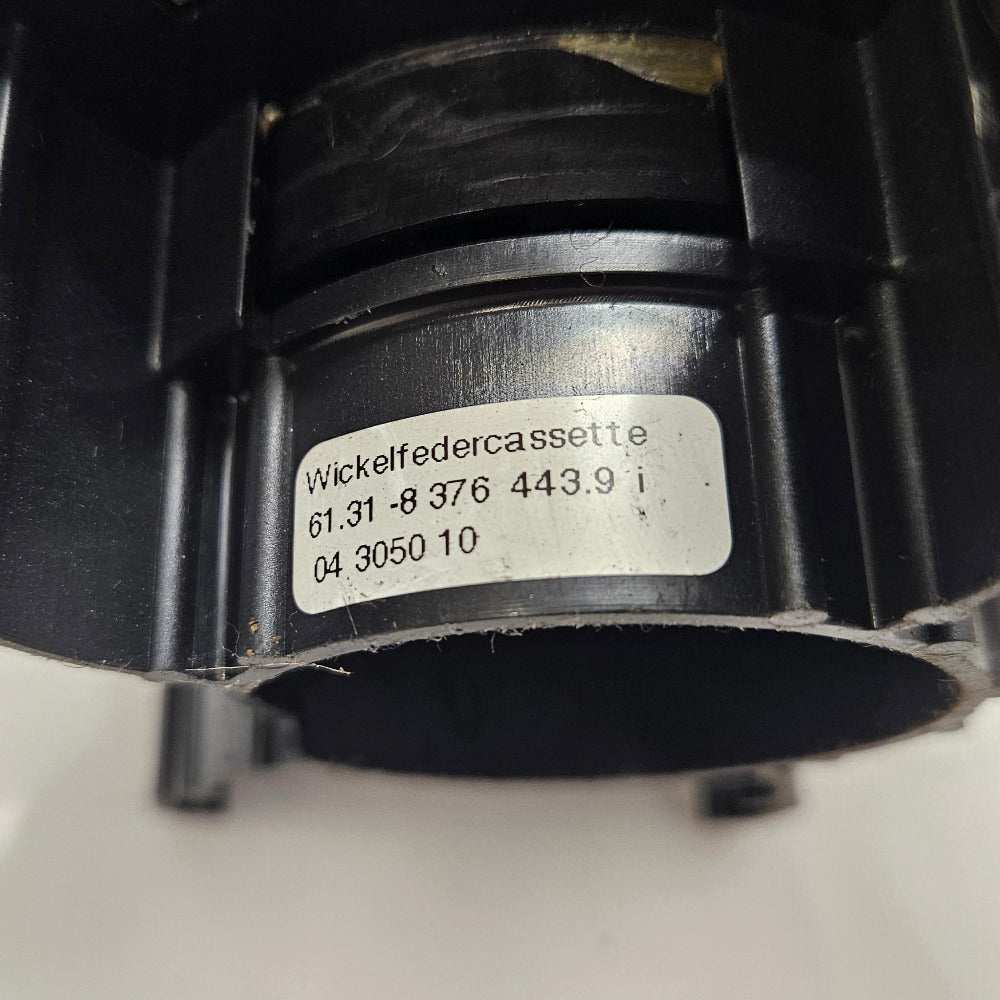 Wickelfedercassette
61.31 -8 376 443.9 i
04 3050 10